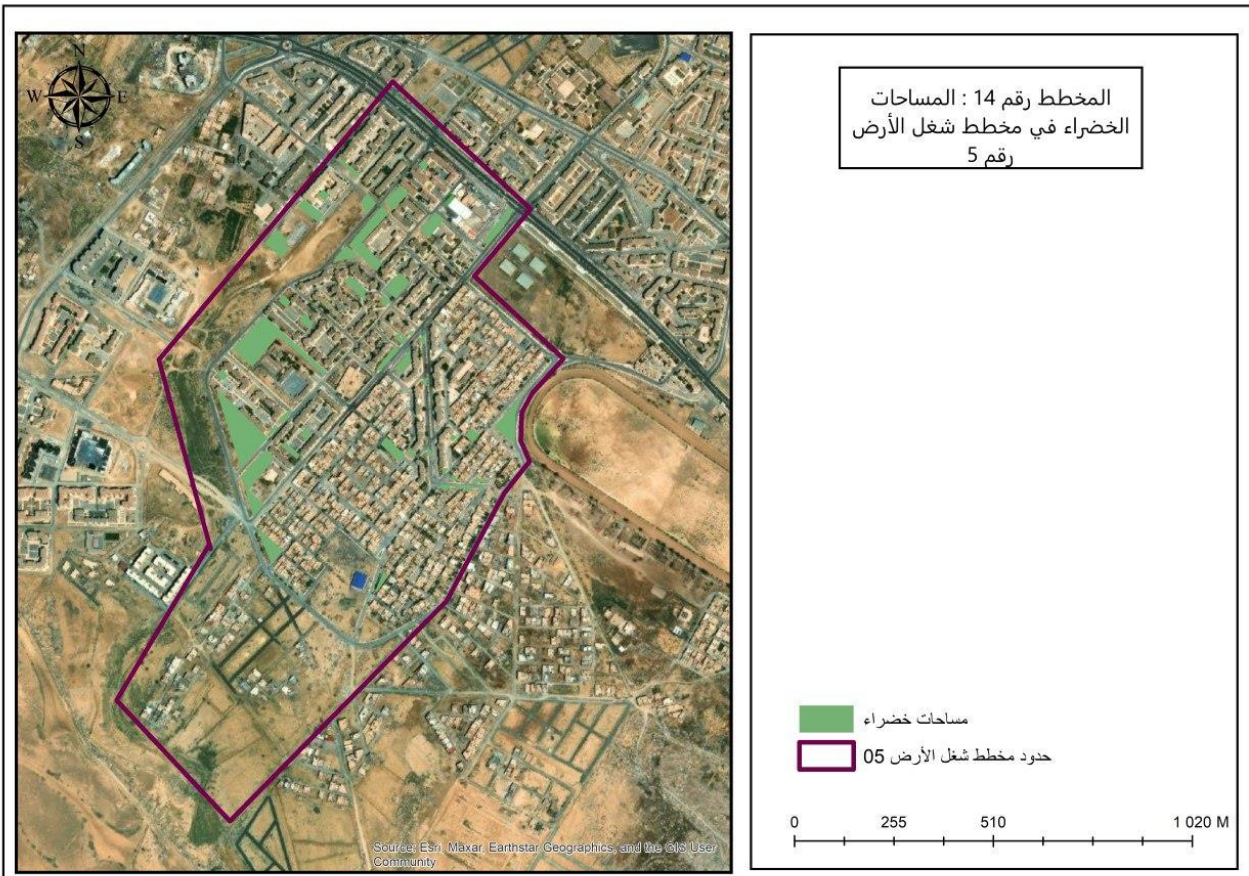 N
W E
S
المخطط رقم 14 : المساحات
الخضراء في مخطط شغل الأرض
رقم 5
مساحات خضراء
حدود مخطط شغل الأرض 05
0 255 510 1 020 M
Source: Esri, Maxar, Earthstar Geographics, and the GIS User
Community